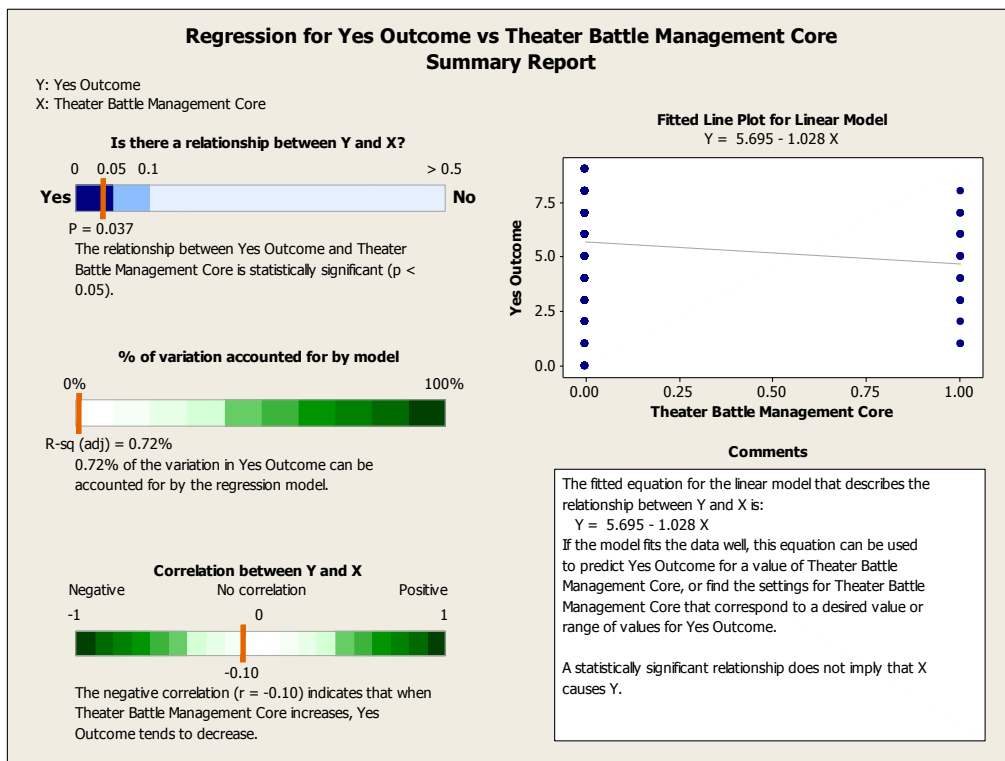 Regression for Yes Outcome vs Theater Battle Management Core
Summary Report
Y: Yes Outcome
X: Theater Battle Management Core
Is there a relationship between Y and X?
0 0.05 0.1 > 0.5
Yes No
P = 0.037
The relationship between Yes Outcome and Theater
Battle Management Core is statistically significant (p <
0.05).
% of variation accounted for by model
0% 100%
R-sq (adj) = 0.72%
0.72% of the variation in Yes Outcome can be
accounted for by the regression model.
Correlation between Y and X
Negative No correlation Positive
-1 0 1
-0.10
The negative correlation (r = -0.10) indicates that when
Theater Battle Management Core increases, Yes
Outcome tends to decrease.
Fitted Line Plot for Linear Model
Y = 5.695 - 1.028 X
Yes Outcome
7.5
5.0
2.5
0.0
0.00 0.25 0.50 0.75 1.00
Theater Battle Management Core
Comments
The fitted equation for the linear model that describes the
relationship between Y and X is:
Y = 5.695 - 1.028 X
If the model fits the data well, this equation can be used
to predict Yes Outcome for a value of Theater Battle
Management Core, or find the settings for Theater Battle
Management Core that correspond to a desired value or
range of values for Yes Outcome.
A statistically significant relationship does not imply that X
causes Y.